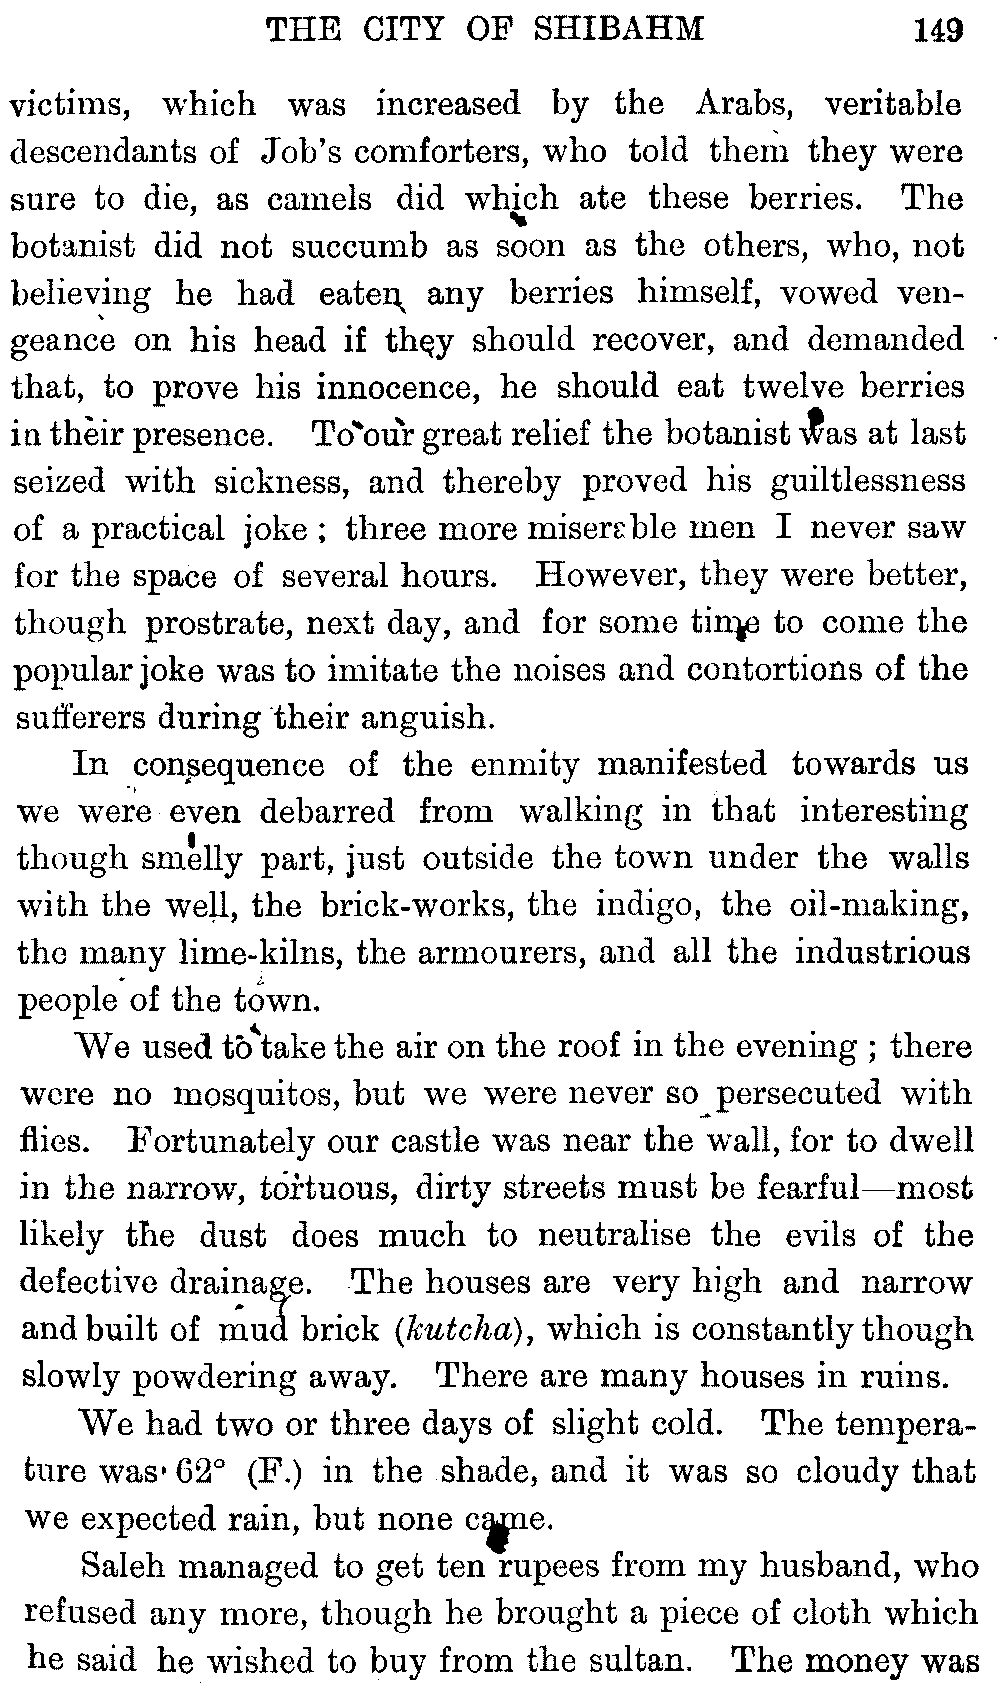 THE CITY OF SHIBAHM 149
victims, which was increased by the Arabs, veritable
descendants of Job's comforters, who told them they were
sure to die, as camels did which ate these berries. The
botanist did not succumb as soon as the others, who, not
believing he had eaten any berries himself, vowed ven-
geance on his head if they should recover, and demanded
that, to prove his innocence, he should eat twelve berries
in their presence. To our great relief the botanist was at last
seized with sickness, and thereby proved his guiltlessness
of a practical joke; three more miserable men I never saw
for the space of several hours. However, they were better,
though prostrate, next day, and for some time to come the
popular joke was to imitate the noises and contortions of the
sufferers during their anguish.
In consequence of the enmity manifested towards us
we were even debarred from walking in that interesting
though smelly part, just outside the town under the walls
with the well, the brick-works, the indigo, the oil-making,
the many lime-kilns, the armourers, and all the industrious
people of the town.
We used to take the air on the roof in the evening; there
were no mosquitos, but we were never so persecuted with
flies. Fortunately our castle was near the wall, for to dwell
in the narrow, tortuous, dirty streets must be fearful—most
likely the dust does much to neutralise the evils of the
defective drainage. The houses are very high and narrow
and built of mud brick (kutcha), which is constantly though
slowly powdering away. There are many houses in ruins.
We had two or three days of slight cold. The tempera-
ture was 62° (F.) in the shade, and it was so cloudy that
we expected rain, but none came.
Saleh managed to get ten rupees from my husband, who
refused any more, though he brought a piece of cloth which
he said he wished to buy from the sultan. The money was